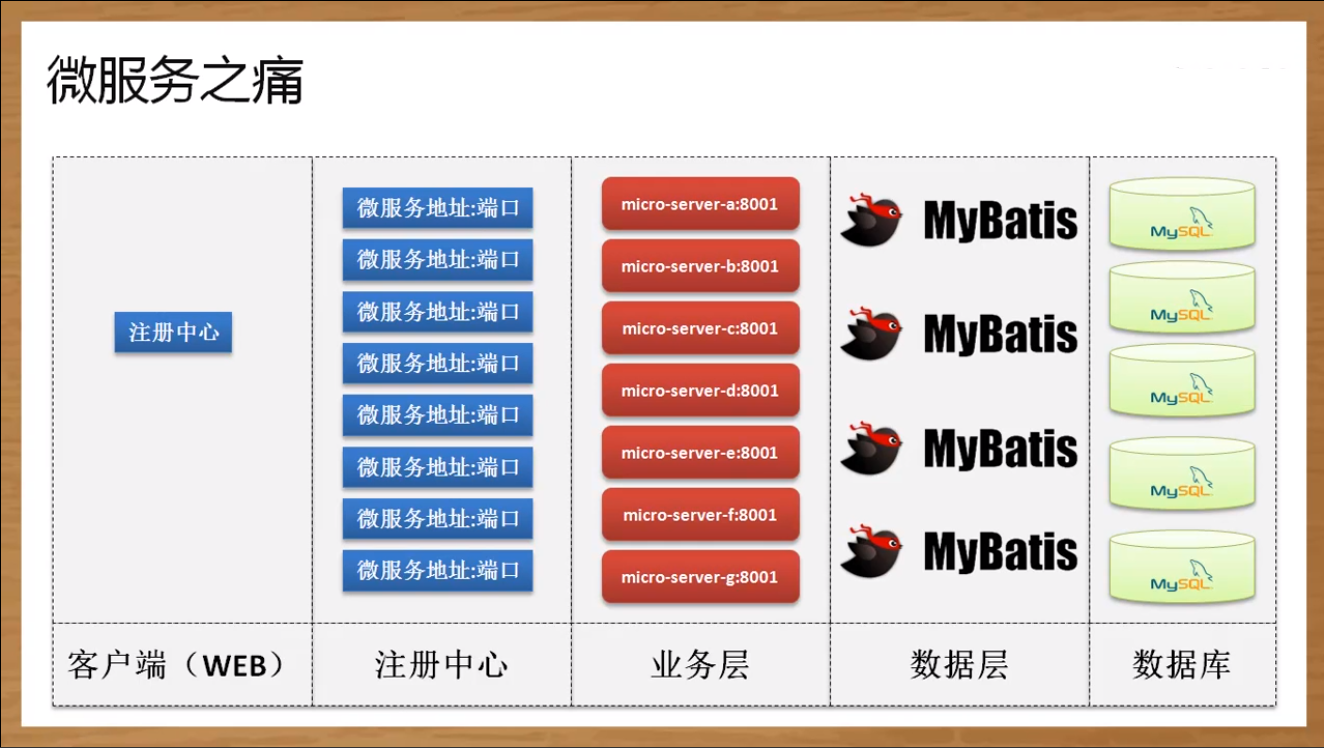 微服务之痛
注册中心
微服务地址:端口
微服务地址:端口
微服务地址:端口
微服务地址:端口
微服务地址:端口
微服务地址:端口
微服务地址:端口
微服务地址:端口
micro-server-a:8001
micro-server-b:8001
micro-server-c:8001
micro-server-d:8001
micro-server-e:8001
micro-server-f:8001
micro-server-g:8001
MyBatis
MyBatis
MyBatis
MyBatis
MySQL
MySQL
MySQL
MySQL
MySQL
客户端（WEB）
注册中心
业务层
数据层
数据库